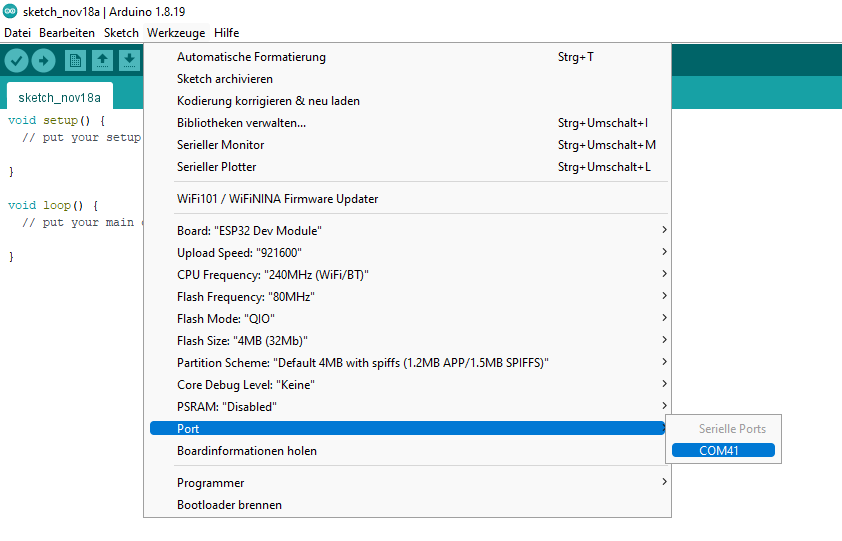 sketch_nov18a | Arduino 1.8.19
Datei Bearbeiten Sketch Werkzeuge Hilfe
sketch_nov18a
void setup() {
// put your setup
}
void loop() {
// put your main
}
Automatische Formatierung Strg+T
Sketch archivieren
Kodierung korrigieren & neu laden
Bibliotheken verwalten... Strg+Umschalt+I
Serieller Monitor Strg+Umschalt+M
Serieller Plotter Strg+Umschalt+L
WiFi101 / WiFiNINA Firmware Updater
Board: "ESP32 Dev Module"
Upload Speed: "921600"
CPU Frequency: "240MHz (WiFi/BT)"
Flash Frequency: "80MHz"
Flash Mode: "QIO"
Flash Size: "4MB (32Mb)"
Partition Scheme: "Default 4MB with spiffs (1.2MB APP/1.5MB SPIFFS)"
Core Debug Level: "Keine"
PSRAM: "Disabled"
Port
Serielle Ports
COM41
Boardinformationen holen
Programmer
Bootloader brennen